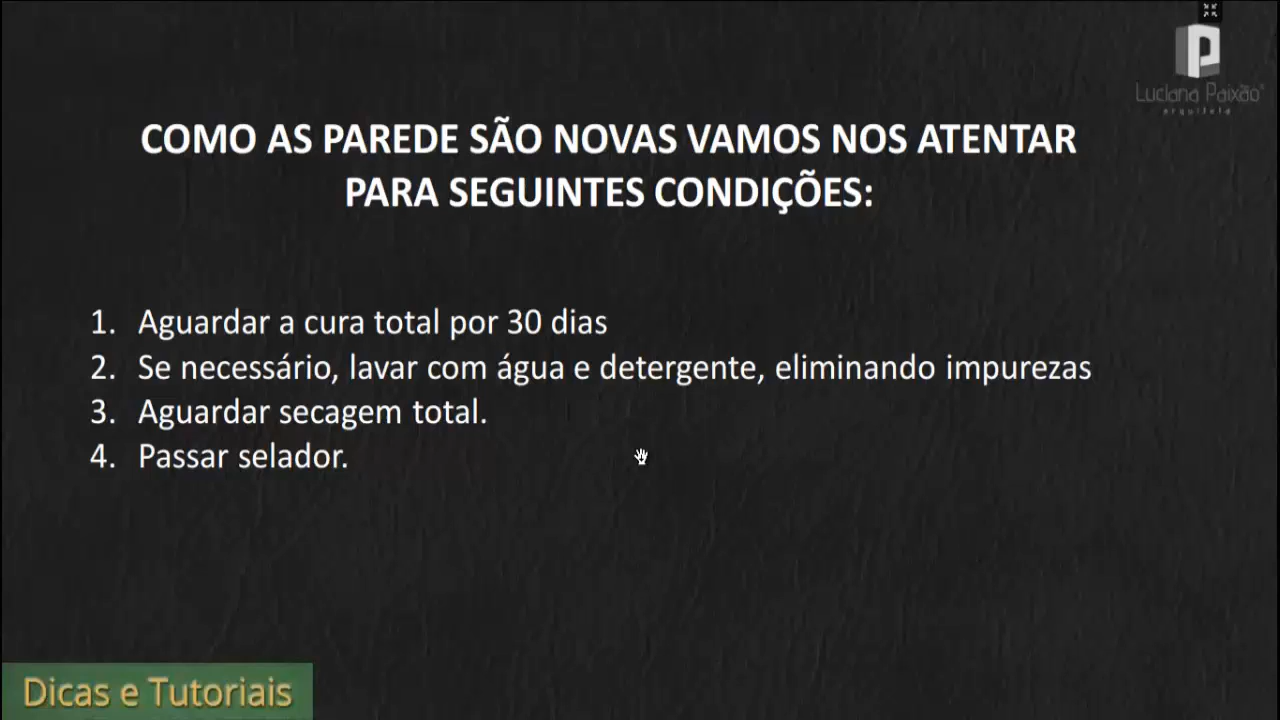 Luciana Paixão
arquiteta
COMO AS PAREDE SÃO NOVAS VAMOS NOS ATENTAR
PARA SEGUINTES CONDIÇÕES:
1. Aguardar a cura total por 30 dias
2. Se necessário, lavar com água e detergente, eliminando impurezas
3. Aguardar secagem total.
4. Passar selador.
Dicas e Tutoriais